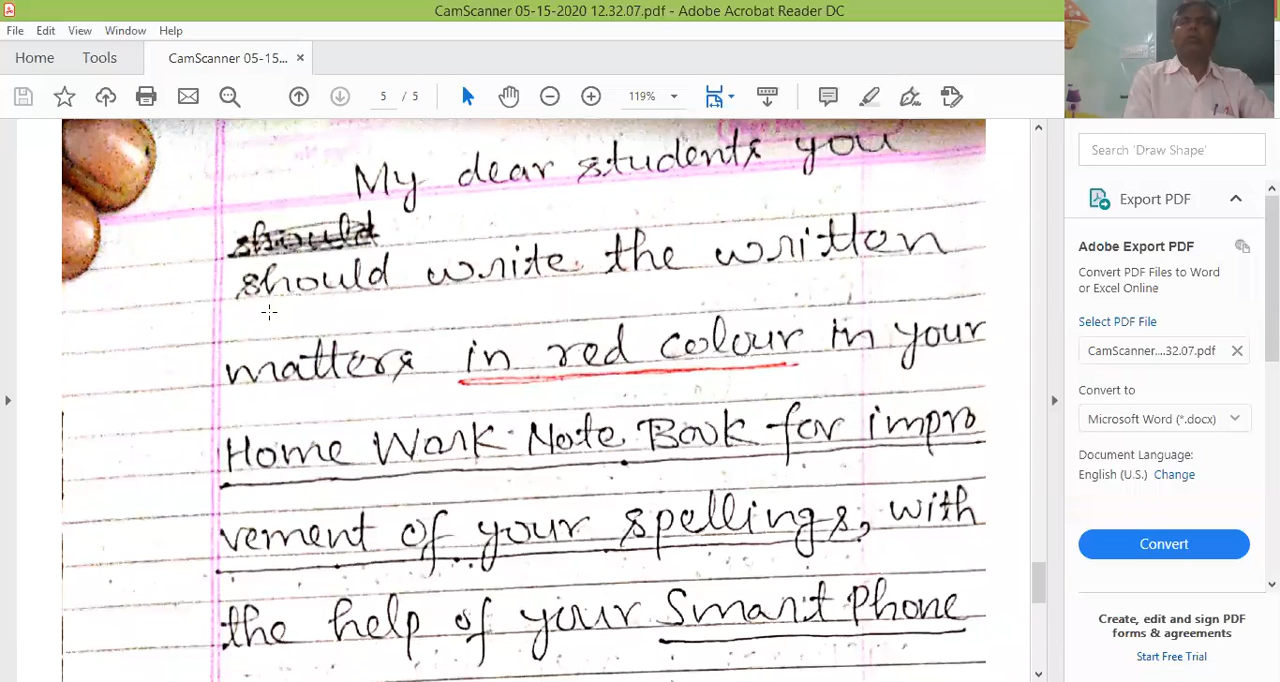 CamScanner 05-15-2020 12.32.07.pdf - Adobe Acrobat Reader DC
File Edit View Window Help
Home Tools CamScanner 05-15... ×
5 / 5 119%
My dear students you
should
should write the written
matters in red colour in your
Home Work Note Book for impro
vement of your spellings, with
the help of your Smart Phone
Search 'Draw Shape'
Export PDF
Adobe Export PDF
Convert PDF Files to Word
or Excel Online
Select PDF File
CamScanner....32.07.pdf ×
Convert to
Microsoft Word (*.docx)
Document Language:
English (U.S.) Change
Convert
Create, edit and sign PDF
forms & agreements
Start Free Trial